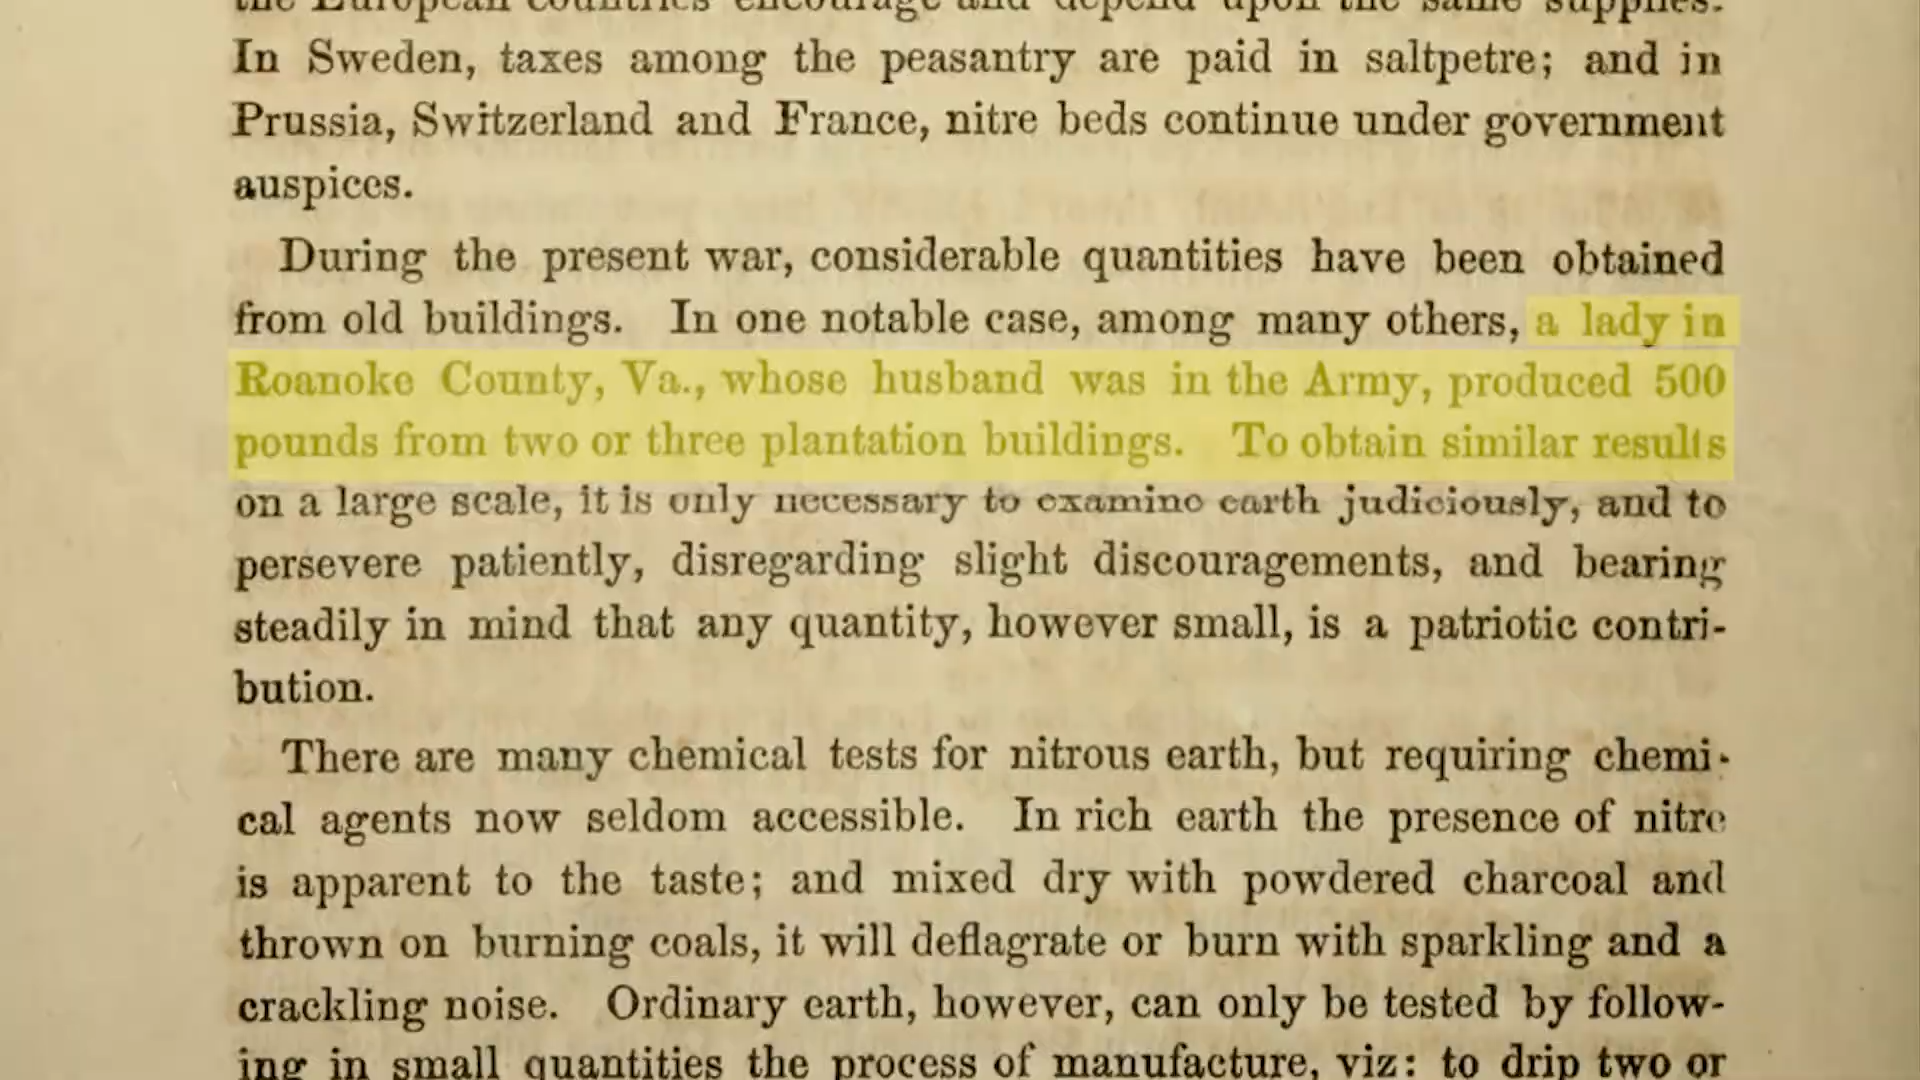 the European countries encourage and depend upon the same supplies.
In Sweden, taxes among the peasantry are paid in saltpetre; and in
Prussia, Switzerland and France, nitre beds continue under government
auspices.
During the present war, considerable quantities have been obtained
from old buildings. In one notable case, among many others, a lady in
Roanoke County, Va., whose husband was in the Army, produced 500
pounds from two or three plantation buildings. To obtain similar results
on a large scale, it is only necessary to examine earth judiciously, and to
persevere patiently, disregarding slight discouragements, and bearing
steadily in mind that any quantity, however small, is a patriotic contri-
bution.
There are many chemical tests for nitrous earth, but requiring chemi-
cal agents now seldom accessible. In rich earth the presence of nitre
is apparent to the taste; and mixed dry with powdered charcoal and
thrown on burning coals, it will deflagrate or burn with sparkling and a
crackling noise. Ordinary earth, however, can only be tested by follow-
ing in small quantities the process of manufacture, viz: to drip two or